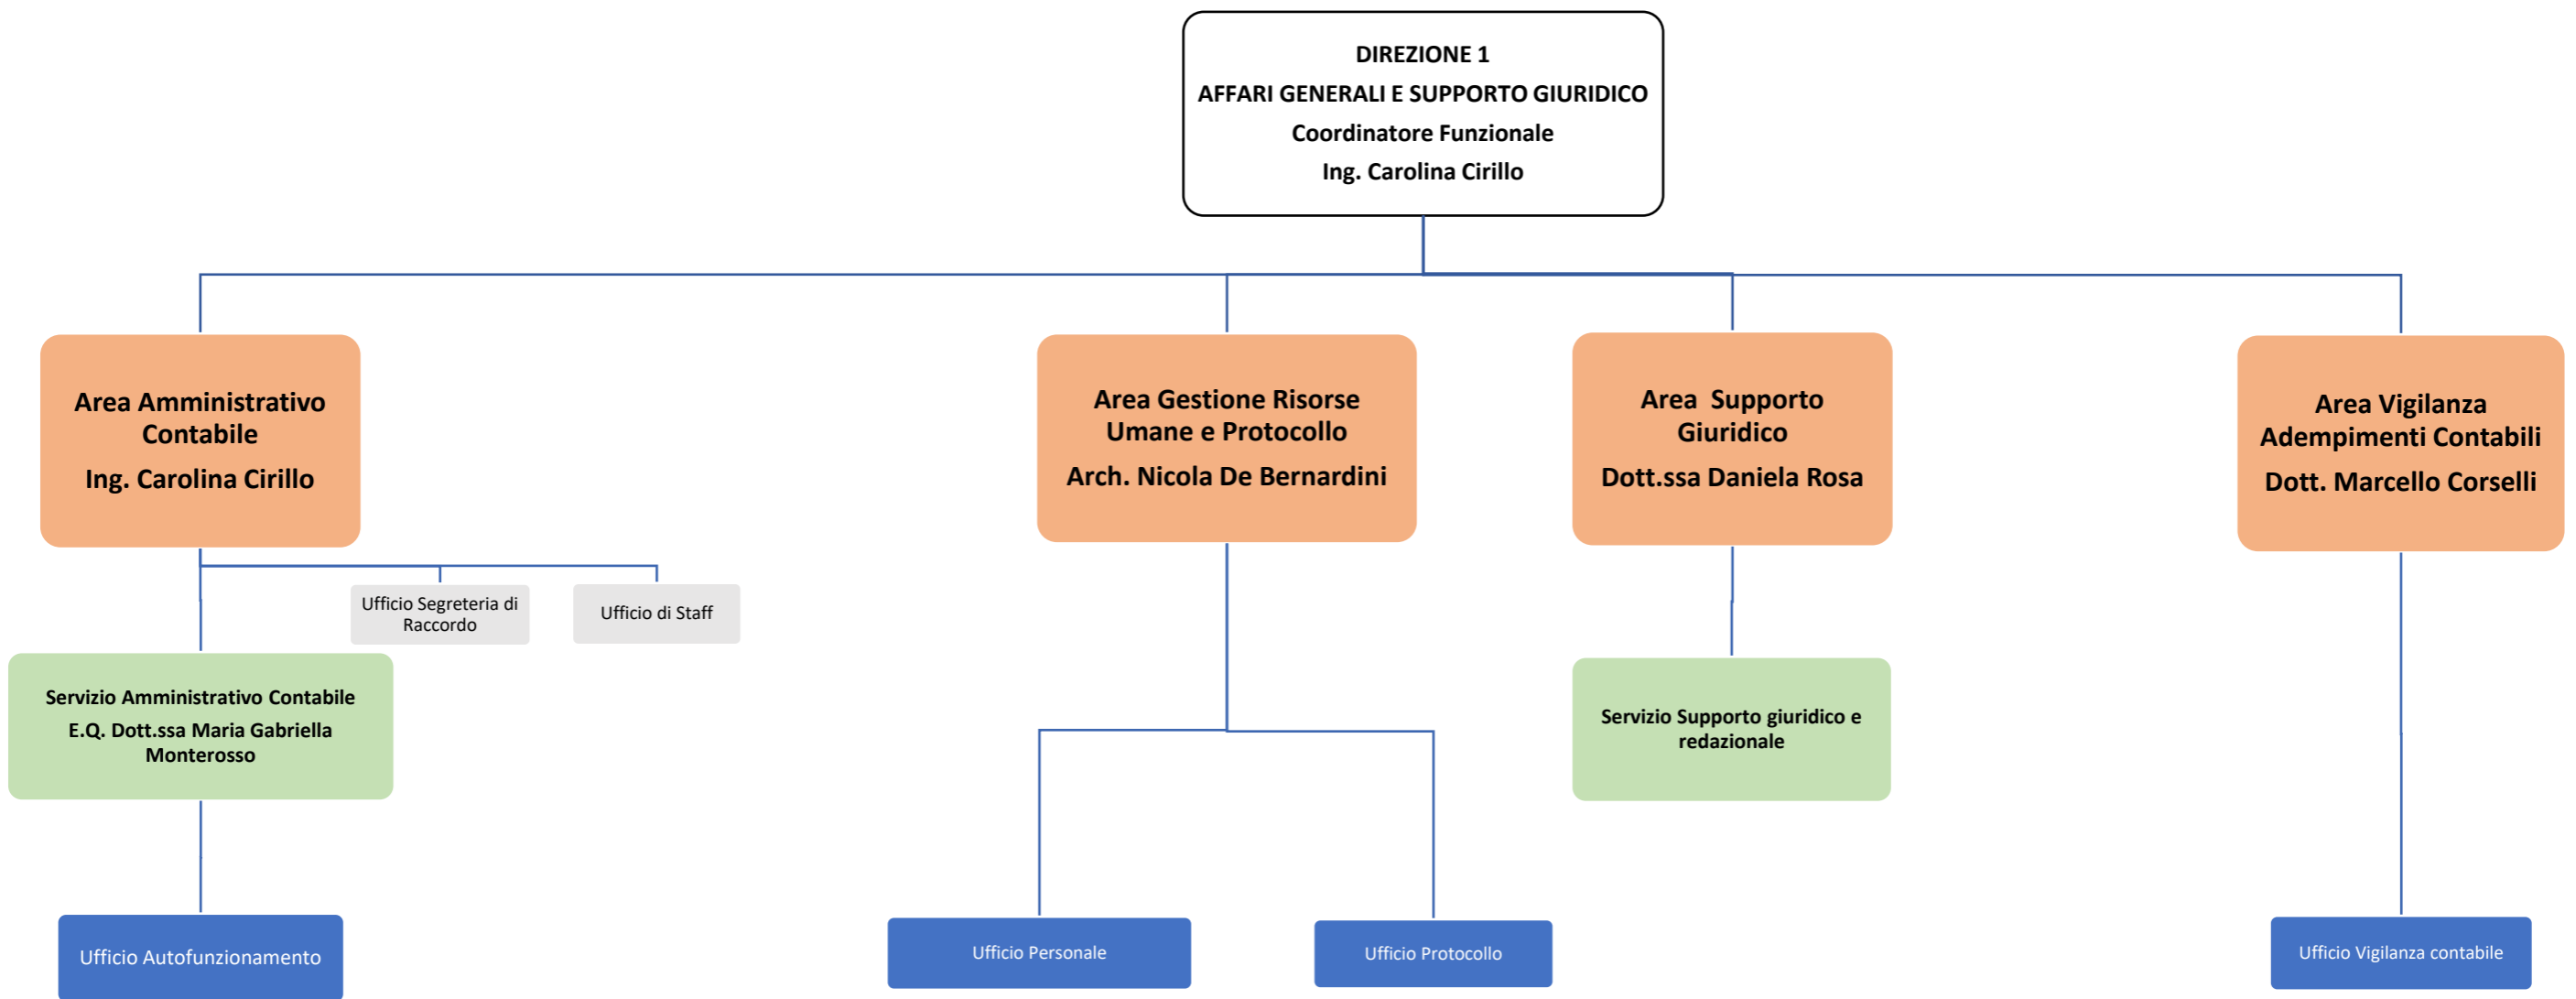 DIREZIONE 1
AFFARI GENERALI E SUPPORTO GIURIDICO
Coordinatore Funzionale
Ing. Carolina Cirillo
Area Amministrativo
Contabile
Ing. Carolina Cirillo
Area Gestione Risorse
Umane e Protocollo
Arch. Nicola De Bernardini
Area Supporto
Giuridico
Dott.ssa Daniela Rosa
Area Vigilanza
Adempimenti Contabili
Dott. Marcello Corselli
Ufficio Segreteria di
Raccordo
Ufficio di Staff
Servizio Amministrativo Contabile
E.Q. Dott.ssa Maria Gabriella
Monterosso
Servizio Supporto giuridico e
redazionale
Ufficio Autofunzionamento
Ufficio Personale
Ufficio Protocollo
Ufficio Vigilanza contabile